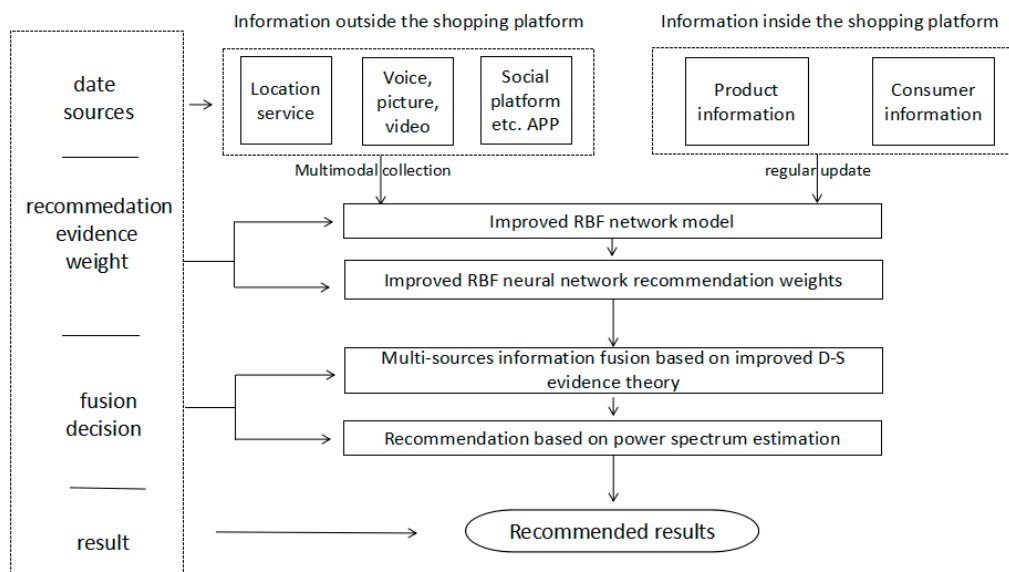 Information outside the shopping platform
Information inside the shopping platform
date
sources
Location
service
Voice,
picture,
video
Social
platform
etc. APP
Product
information
Consumer
information
Multimodal collection
regular update
recommedation
evidence
weight
Improved RBF network model
Improved RBF neural network recommendation weights
fusion
decision
Multi-sources information fusion based on improved D-S
evidence theory
Recommendation based on power spectrum estimation
result
Recommended results